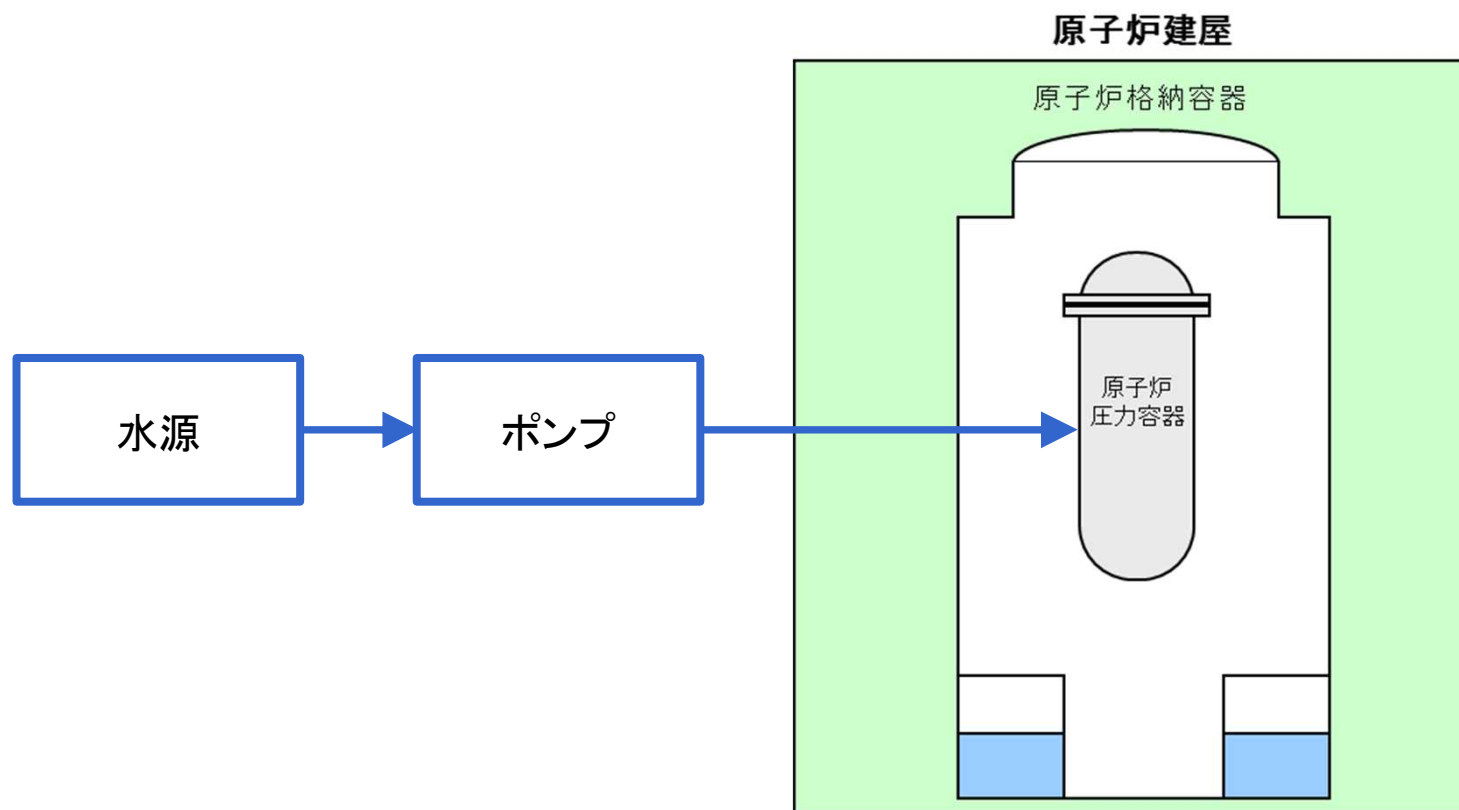 原子炉建屋
原子炉格納容器
原子炉
圧力容器
水源
ポンプ